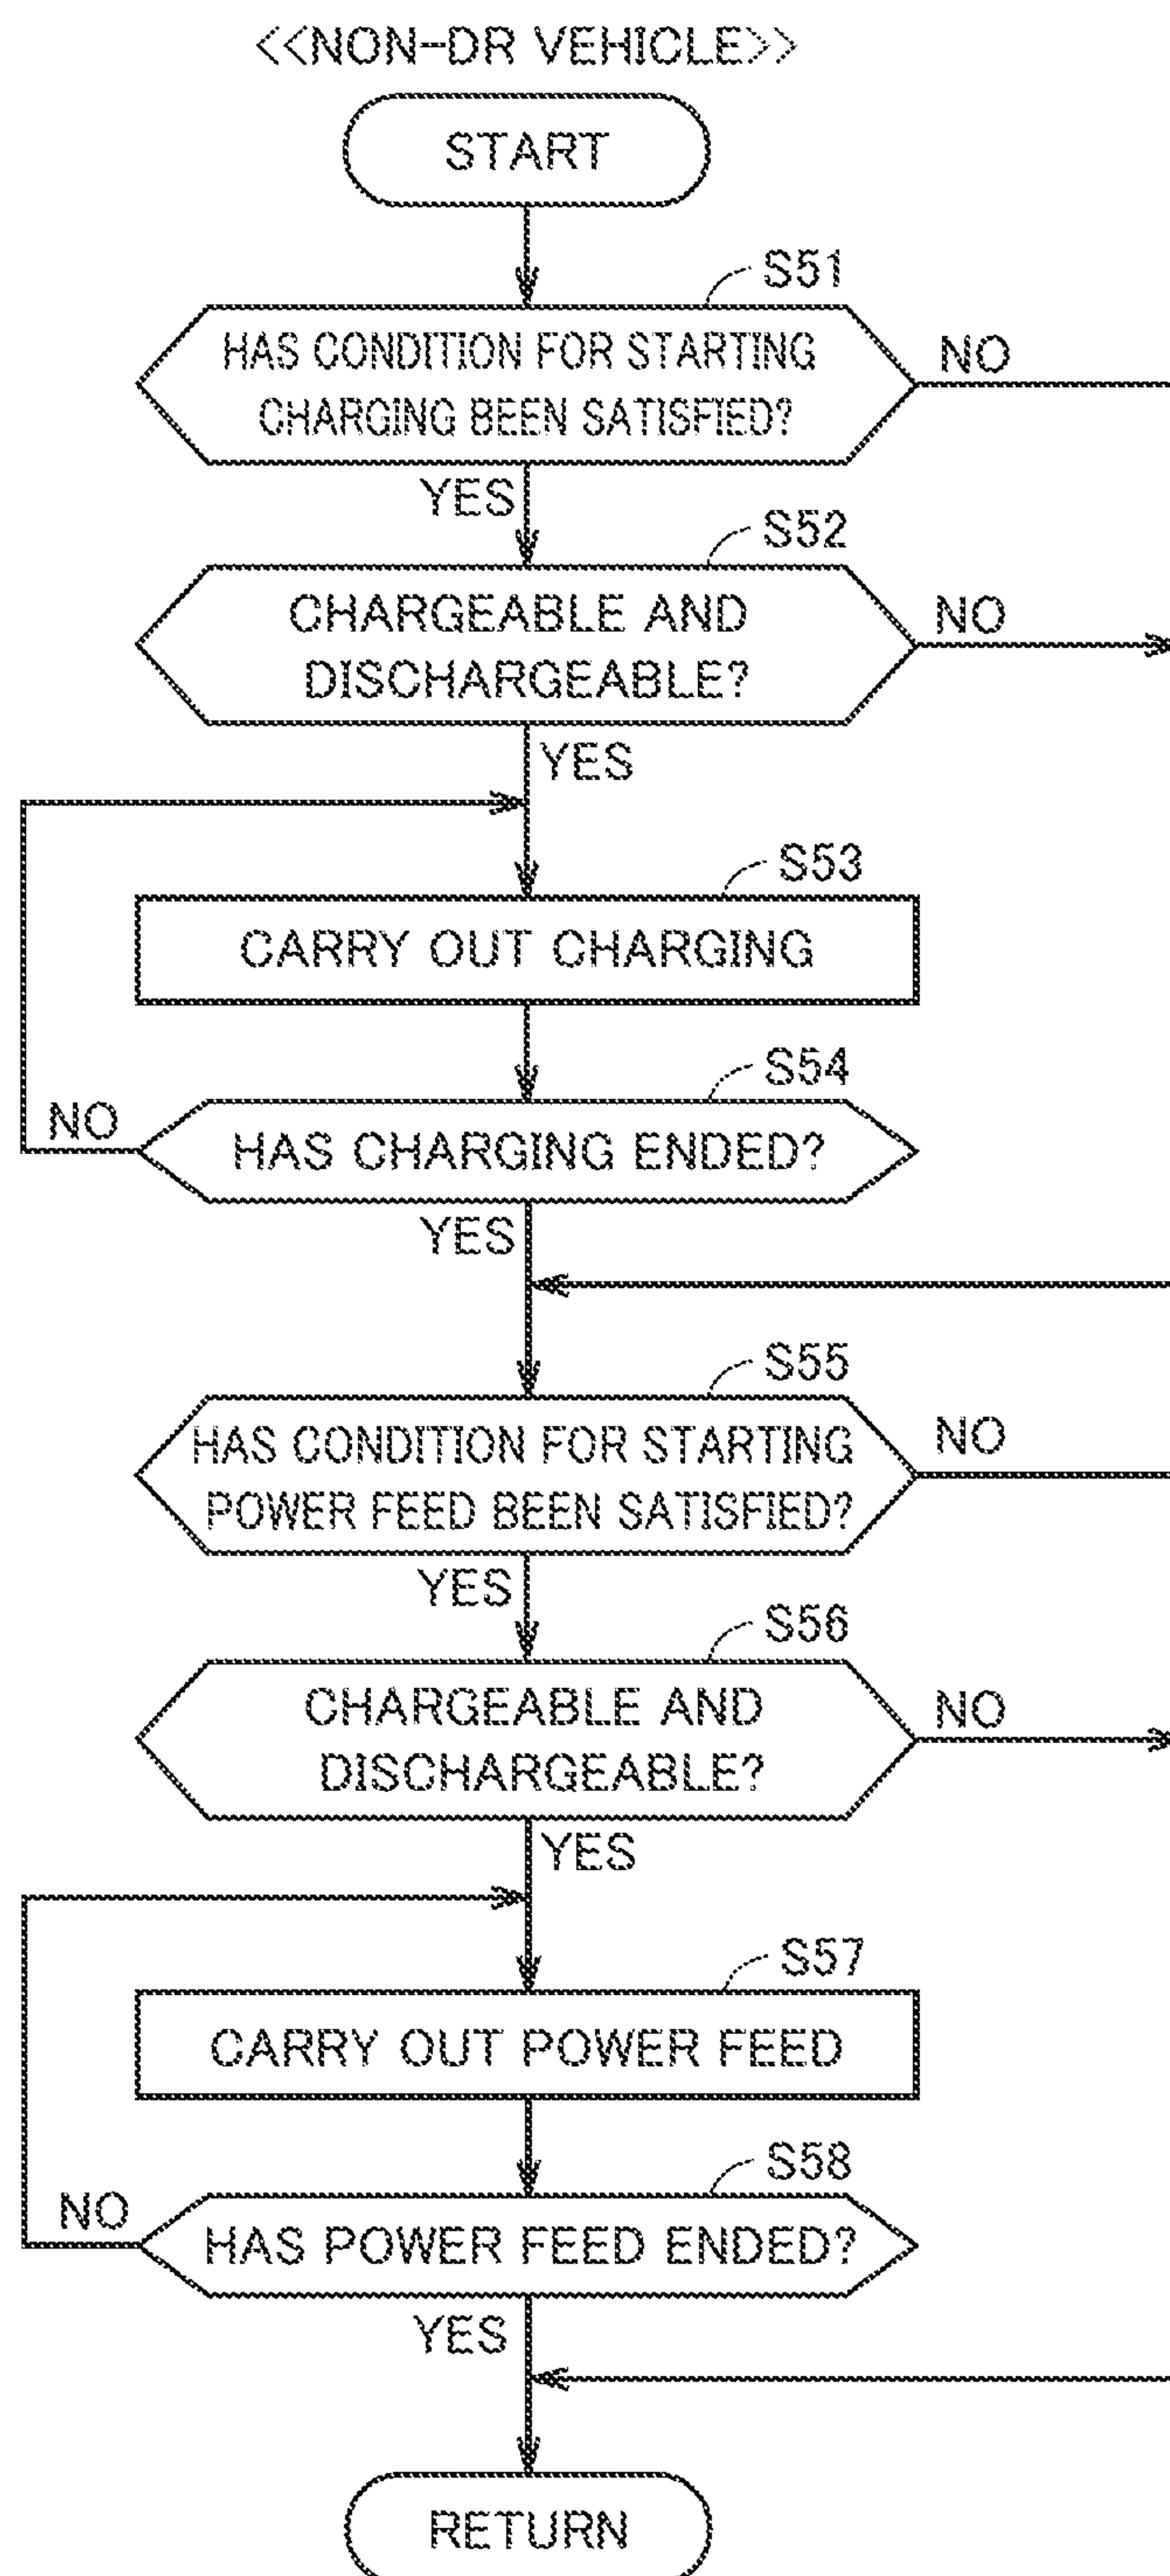 <<NON-DR VEHICLE>>
START
S51
HAS CONDITION FOR STARTING
CHARGING BEEN SATISFIED?
NO
YES
S52
CHARGEABLE AND
DISCHARGEABLE?
NO
YES
S53
CARRY OUT CHARGING
S54
NO
HAS CHARGING ENDED?
YES
S55
HAS CONDITION FOR STARTING
POWER FEED BEEN SATISFIED?
NO
YES
S56
CHARGEABLE AND
DISCHARGEABLE?
NO
YES
S57
CARRY OUT POWER FEED
S58
NO
HAS POWER FEED ENDED?
YES
RETURN